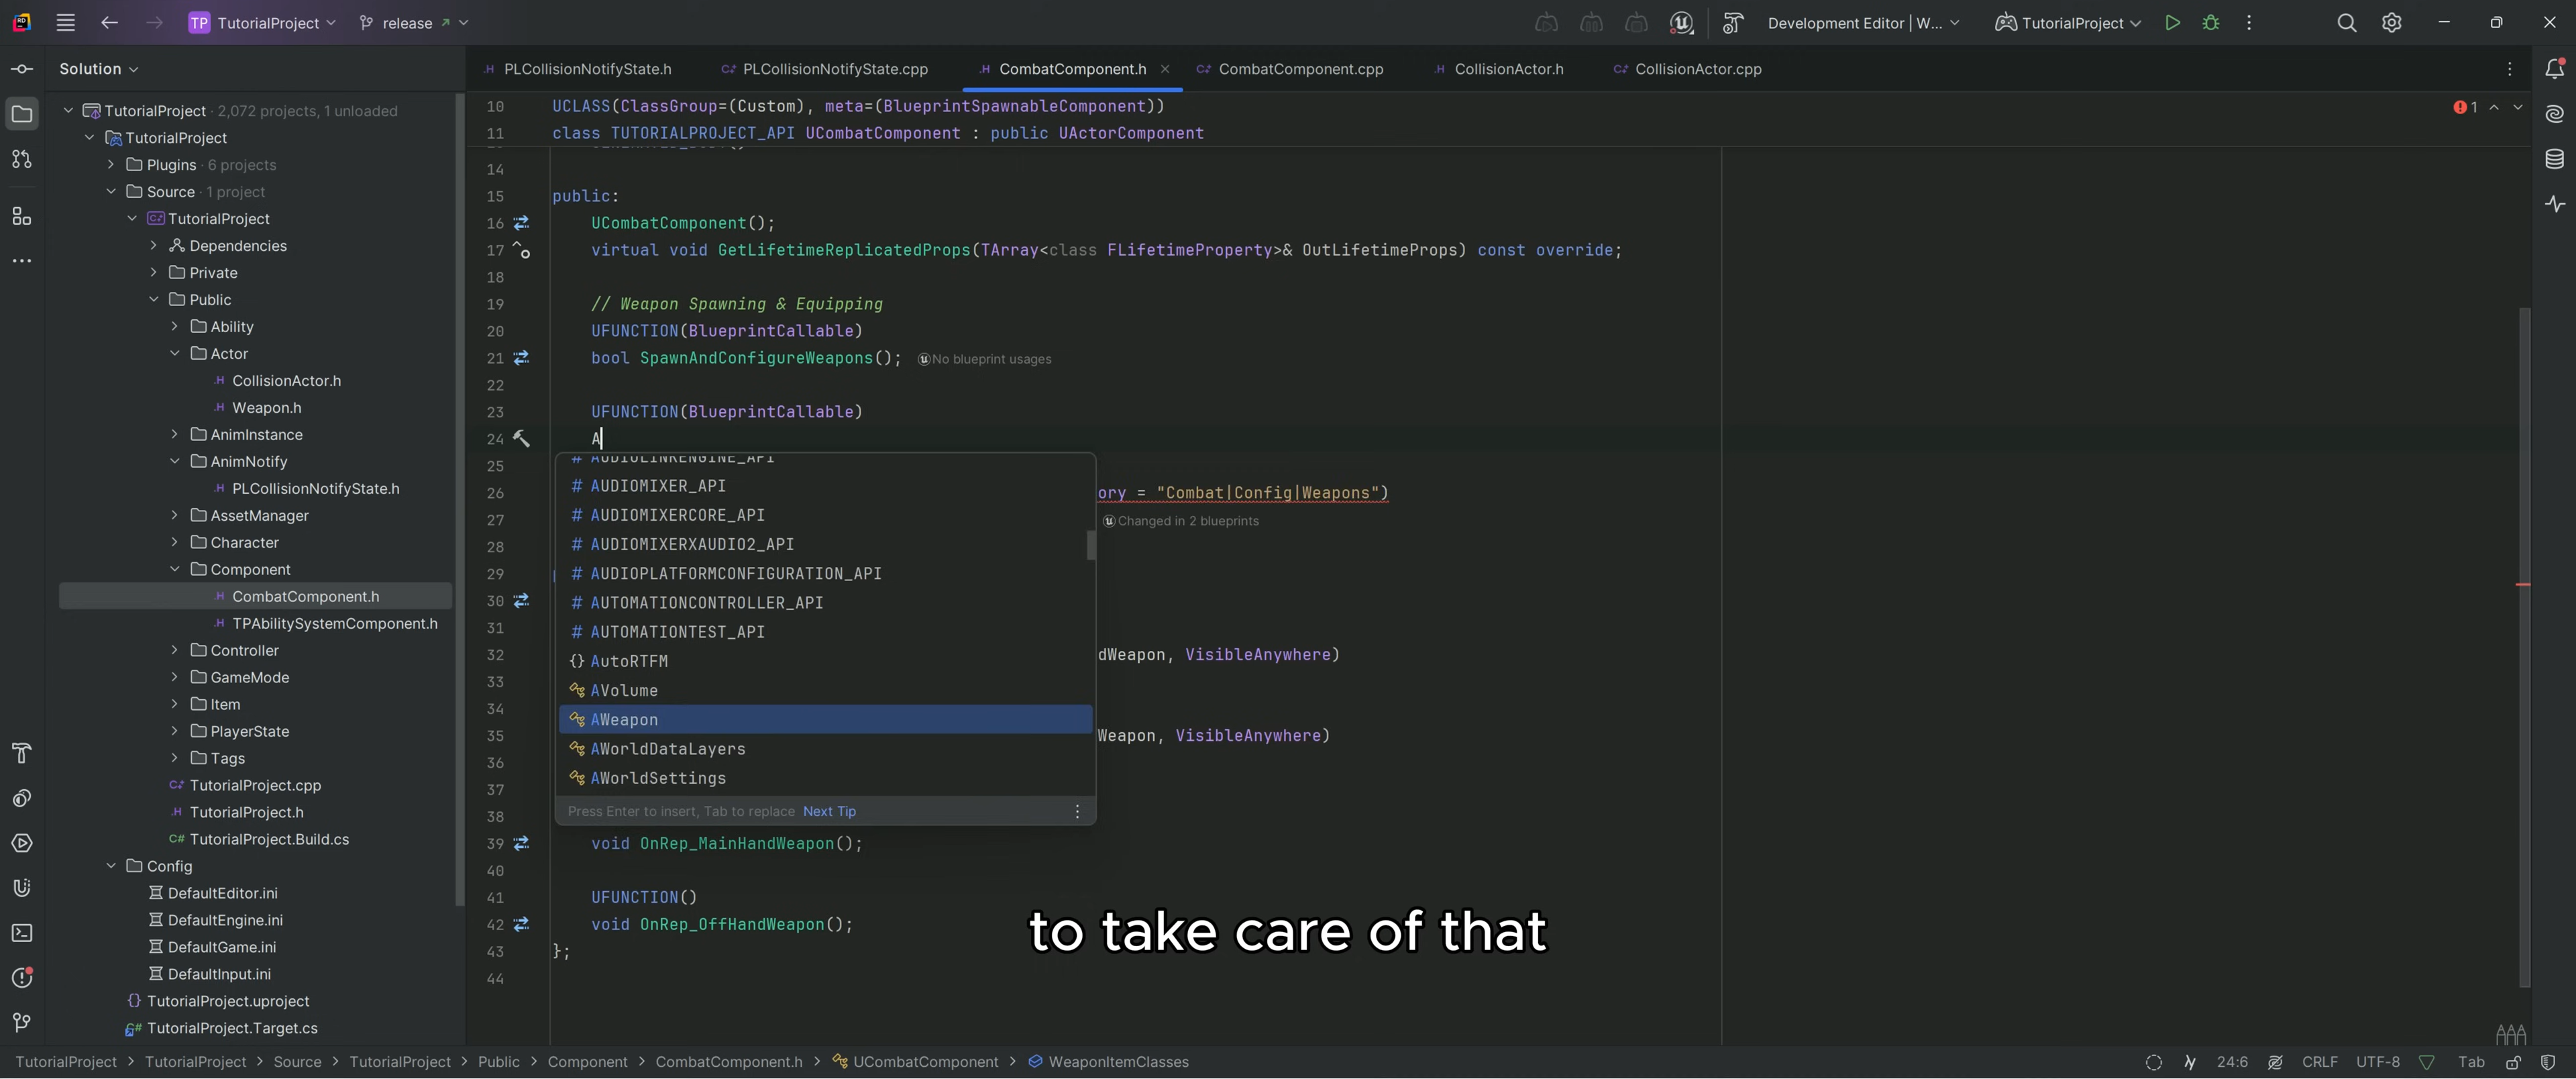 TP TutorialProject
release
Development Editor | W...
TutorialProject
Solution
PLCollisionNotifyState.h
PLCollisionNotifyState.cpp
CombatComponent.h
CombatComponent.cpp
CollisionActor.h
CollisionActor.cpp
TutorialProject · 2,072 projects, 1 unloaded
TutorialProject
Plugins · 6 projects
Source · 1 project
TutorialProject
Dependencies
Private
Public
Ability
Actor
CollisionActor.h
Weapon.h
AnimInstance
AnimNotify
PLCollisionNotifyState.h
AssetManager
Character
Component
CombatComponent.h
TPAbilitySystemComponent.h
Controller
GameMode
Item
PlayerState
Tags
TutorialProject.cpp
TutorialProject.h
TutorialProject.Build.cs
Config
DefaultEditor.ini
DefaultEngine.ini
DefaultGame.ini
DefaultInput.ini
TutorialProject.uproject
TutorialProject.Target.cs
10 UCLASS(ClassGroup=(Custom), meta=(BlueprintSpawnableComponent))
11 class TUTORIALPROJECT_API UCombatComponent : public UActorComponent
1
14
15 public:
16 UCombatComponent();
17 virtual void GetLifetimeReplicatedProps(TArray<class FLifetimeProperty>& OutLifetimeProps) const override;
18
19 // Weapon Spawning & Equipping
20 UFUNCTION(BlueprintCallable)
21 bool SpawnAndConfigureWeapons(); No blueprint usages
22
23 UFUNCTION(BlueprintCallable)
24 A
25
26 ory = "Combat|Config|Weapons")
27 Changed in 2 blueprints
28
29
30
31
32 dWeapon, VisibleAnywhere)
33
34
35 Weapon, VisibleAnywhere)
36
37
38
39 void OnRep_MainHandWeapon();
40
41 UFUNCTION()
42 void OnRep_OffHandWeapon();
43 };
44
# AUDIOLINKENGINE_API
# AUDIOMIXER_API
# AUDIOMIXERCORE_API
# AUDIOMIXERXAUDIO2_API
# AUDIOPLATFORMCONFIGURATION_API
# AUTOMATIONCONTROLLER_API
# AUTOMATIONTEST_API
{} AutoRTFM
AVolume
AWeapon
AWorldDataLayers
AWorldSettings
Press Enter to insert, Tab to replace Next Tip
to take care of that
TutorialProject > TutorialProject > Source > TutorialProject > Public > Component > CombatComponent.h > UCombatComponent > WeaponItemClasses
24:6 CRLF UTF-8 Tab